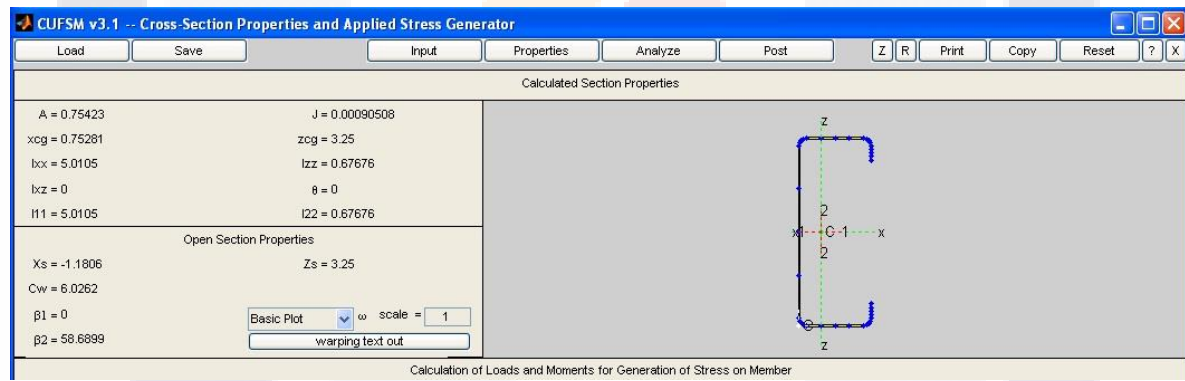 CUFSM v3.1 -- Cross-Section Properties and Applied Stress Generator
Load Save Input Properties Analyze Post Z R Print Copy Reset ? X
Calculated Section Properties
A = 0.75423 J = 0.00090508
xcg = 0.75281 zcg = 3.25
Ixx = 5.0105 Izz = 0.67676
Ixz = 0 θ = 0
I11 = 5.0105 I22 = 0.67676
Open Section Properties
Xs = -1.1806 Zs = 3.25
Cw = 6.0262
β1 = 0 Basic Plot ω scale = 1
β2 = 58.6899 warping text out
z
2
x 1 C 1 x
2
z
Calculation of Loads and Moments for Generation of Stress on Member